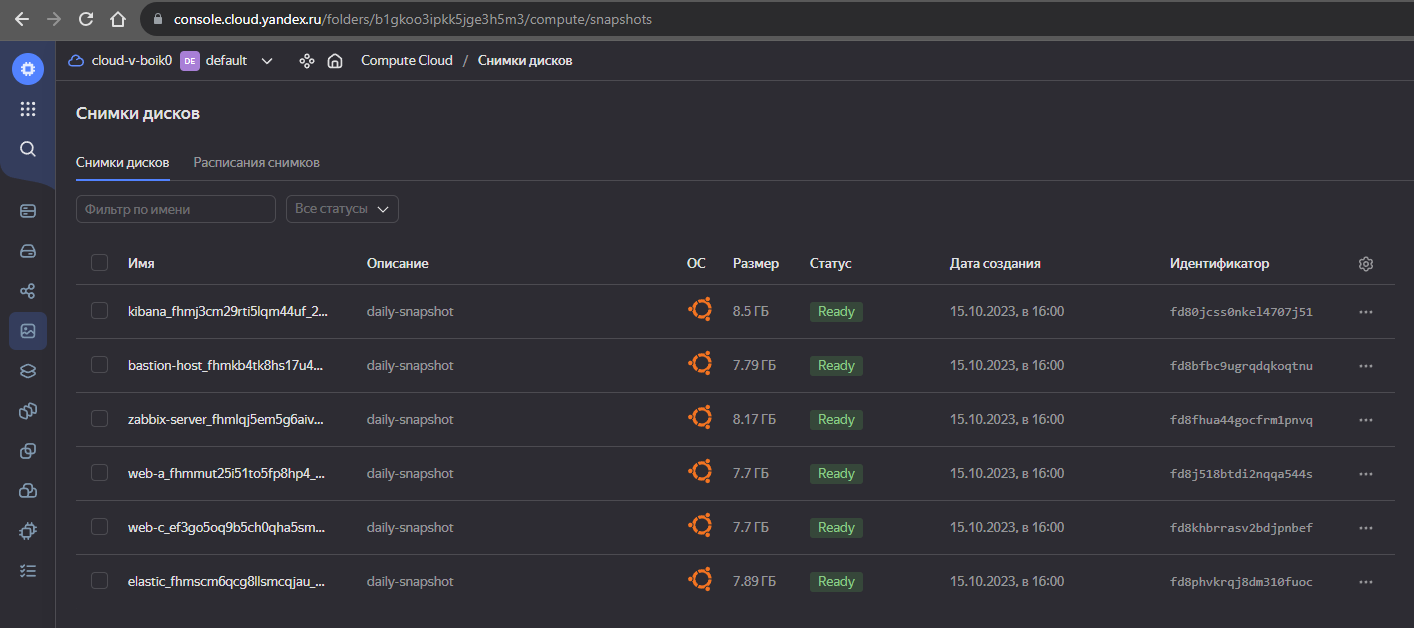 console.cloud.yandex.ru/folders/b1gkoo3ipkk5jge3h5m3/compute/snapshots
cloud-v-boik0 DE default Compute Cloud / Снимки дисков
Снимки дисков
Снимки дисков Расписания снимков
Фильтр по имени Все статусы
Имя Описание ОС Размер Статус Дата создания Идентификатор
kibana_fhmj3cm29rti5lqm44uf_2... daily-snapshot 8.5 ГБ Ready 15.10.2023, в 16:00 fd80jcss0nkel4707j51
bastion-host_fhmkb4tk8hs17u4... daily-snapshot 7.79 ГБ Ready 15.10.2023, в 16:00 fd8bfbc9ugrqdqkoqtnu
zabbix-server_fhmlqj5em5g6aiv... daily-snapshot 8.17 ГБ Ready 15.10.2023, в 16:00 fd8fhua44gocfrm1pnvq
web-a_fhmmut25i51to5fp8hp4_... daily-snapshot 7.7 ГБ Ready 15.10.2023, в 16:00 fd8j518btdi2nqqa544s
web-c_ef3go5oq9b5ch0qha5sm... daily-snapshot 7.7 ГБ Ready 15.10.2023, в 16:00 fd8khbrrasv2bdjpnbef
elastic_fhmscm6qcg8llsmcqjau_... daily-snapshot 7.89 ГБ Ready 15.10.2023, в 16:00 fd8phvkrqj8dm310fuoc